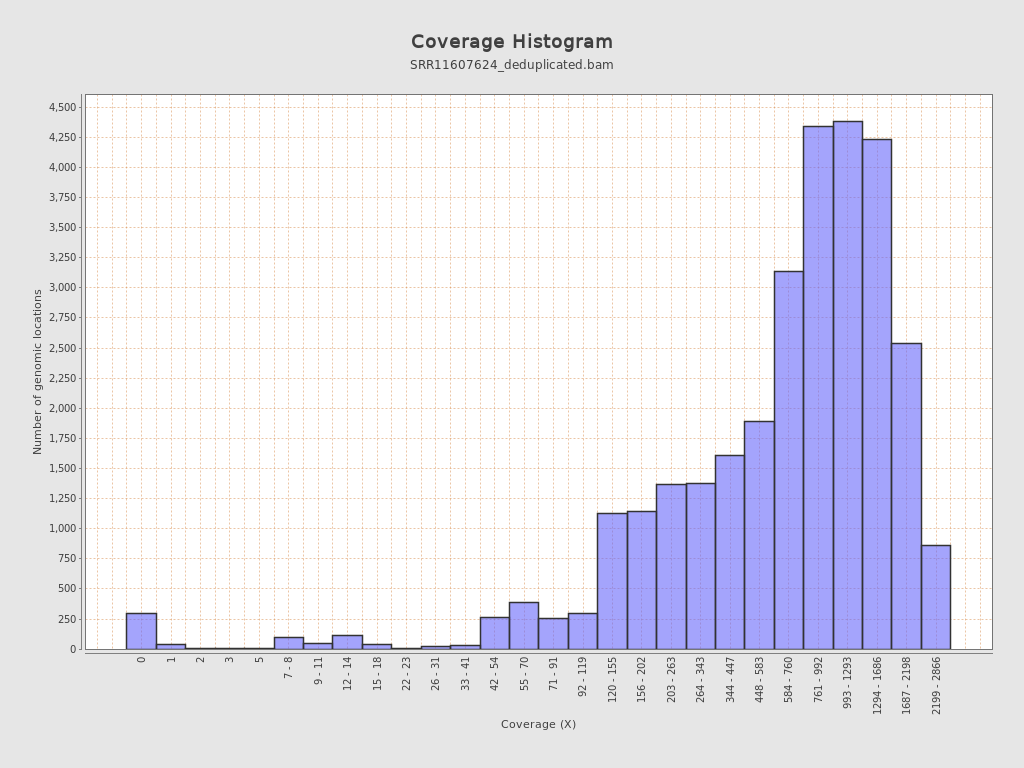 Coverage Histogram
SRR11607624_deduplicated.bam
Number of genomic locations
4,500
4,250
4,000
3,750
3,500
3,250
3,000
2,750
2,500
2,250
2,000
1,750
1,500
1,250
1,000
750
500
250
0
0
1
2
3
5
7 - 8
9 - 11
12 - 14
15 - 18
22 - 23
26 - 31
33 - 41
42 - 54
55 - 70
71 - 91
92 - 119
120 - 155
156 - 202
203 - 263
264 - 343
344 - 447
448 - 583
584 - 760
761 - 992
993 - 1293
1294 - 1686
1687 - 2198
2199 - 2866
Coverage (X)